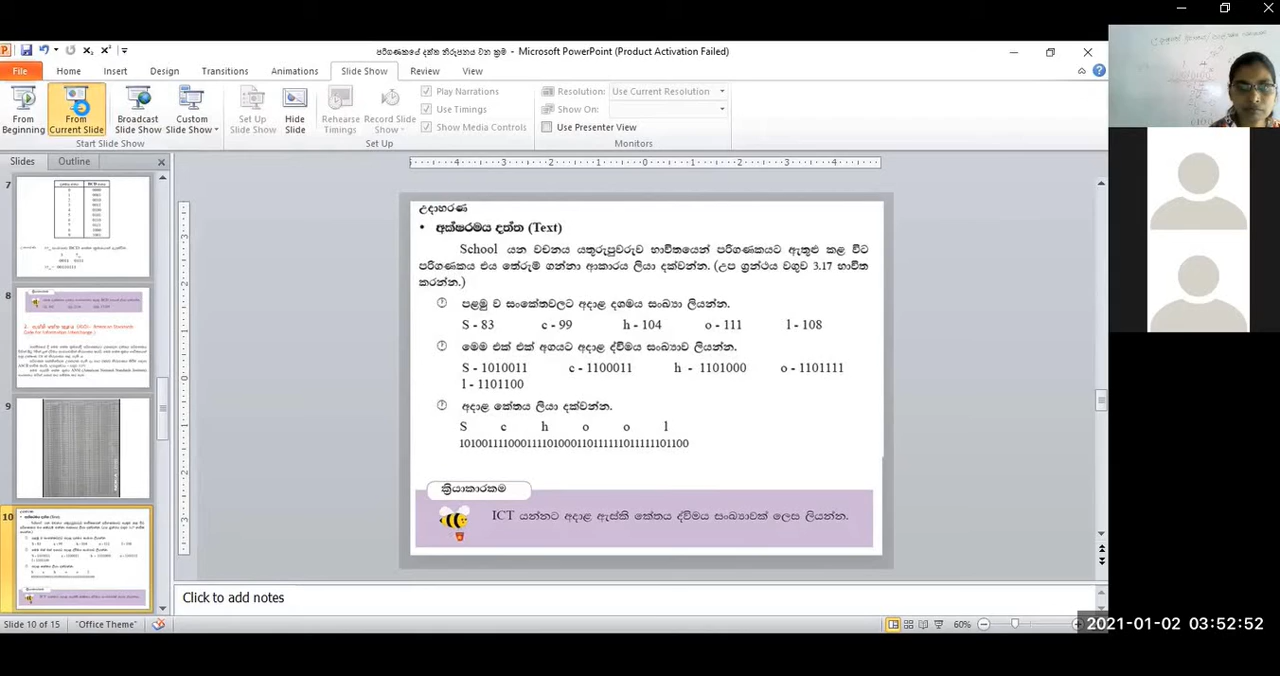 පරිගණකයේ දත්ත නිරූපනය වන ක්‍රම - Microsoft PowerPoint (Product Activation Failed)
File Home Insert Design Transitions Animations Slide Show Review View
From Beginning
From Current Slide
Broadcast Slide Show
Custom Slide Show
Set Up Slide Show
Hide Slide
Rehearse Timings
Record Slide Show
Play Narrations
Use Timings
Show Media Controls
Resolution: Use Current Resolution
Show On:
Use Presenter View
Start Slide Show
Set Up
Monitors
Slides Outline
7
8
9
10
උදාහරණ
• අක්ෂරමය දත්ත (Text)
School යන වචනය යතුරුපුවරුව භාවිතයෙන් පරිගණකයට ඇතුළු කළ විට
පරිගණකය එය තේරුම් ගන්නා ආකාරය ලියා දක්වන්න. (උප ග්‍රන්ථය වගුව 3.17 භාවිත
කරන්න.)
පළමු ව සංකේතවලට අදාළ දශමය සංඛ්‍යා ලියන්න.
S - 83 c - 99 h - 104 o - 111 l - 108
මෙම එක් එක් අගයට අදාළ ද්වීමය සංඛ්‍යාව ලියන්න.
S - 1010011 c - 1100011 h - 1101000 o - 1101111
l - 1101100
අදාළ කේතය ලියා දක්වන්න.
S c h o o l
101001111000111101000110111111011111101100
ක්‍රියාකාරකම
ICT යන්නට අදාළ ඇස්කි කේතය ද්වීමය සංකේතවක් ලෙස ලියන්න.
Click to add notes
Slide 10 of 15 "Office Theme" 60%
2021-01-02 03:52:52